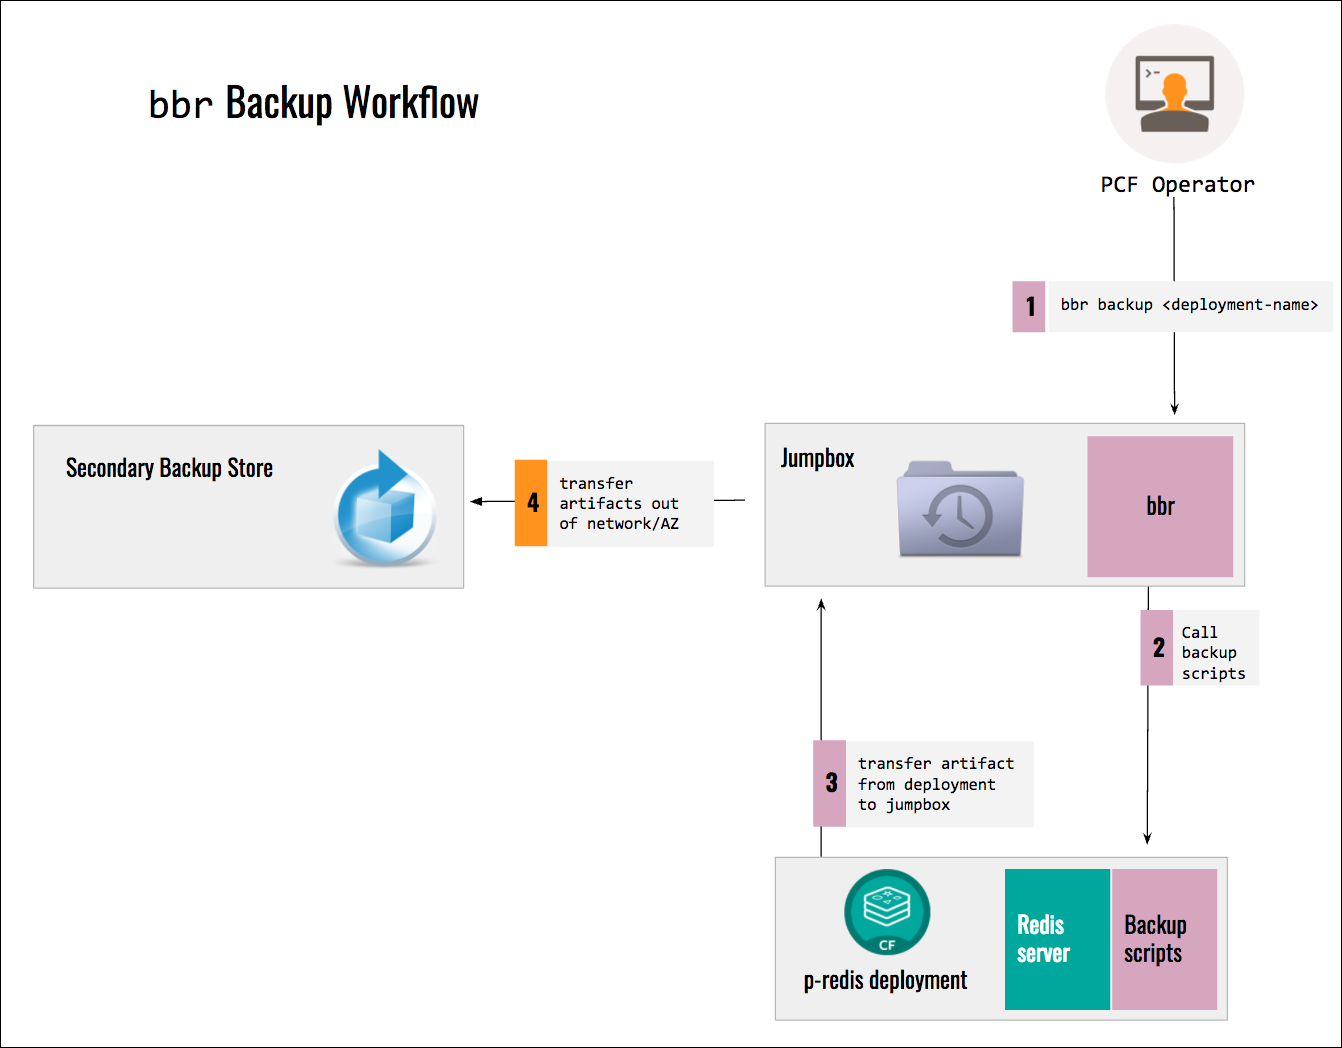 bbr Backup Workflow
>-
PCF Operator
1
bbr backup <deployment-name>
Secondary Backup Store
4
transfer
artifacts out
of network/AZ
Jumpbox
bbr
2
Call
backup
scripts
3
transfer artifact
from deployment
to jumpbox
CF
p-redis deployment
Redis
server
Backup
scripts